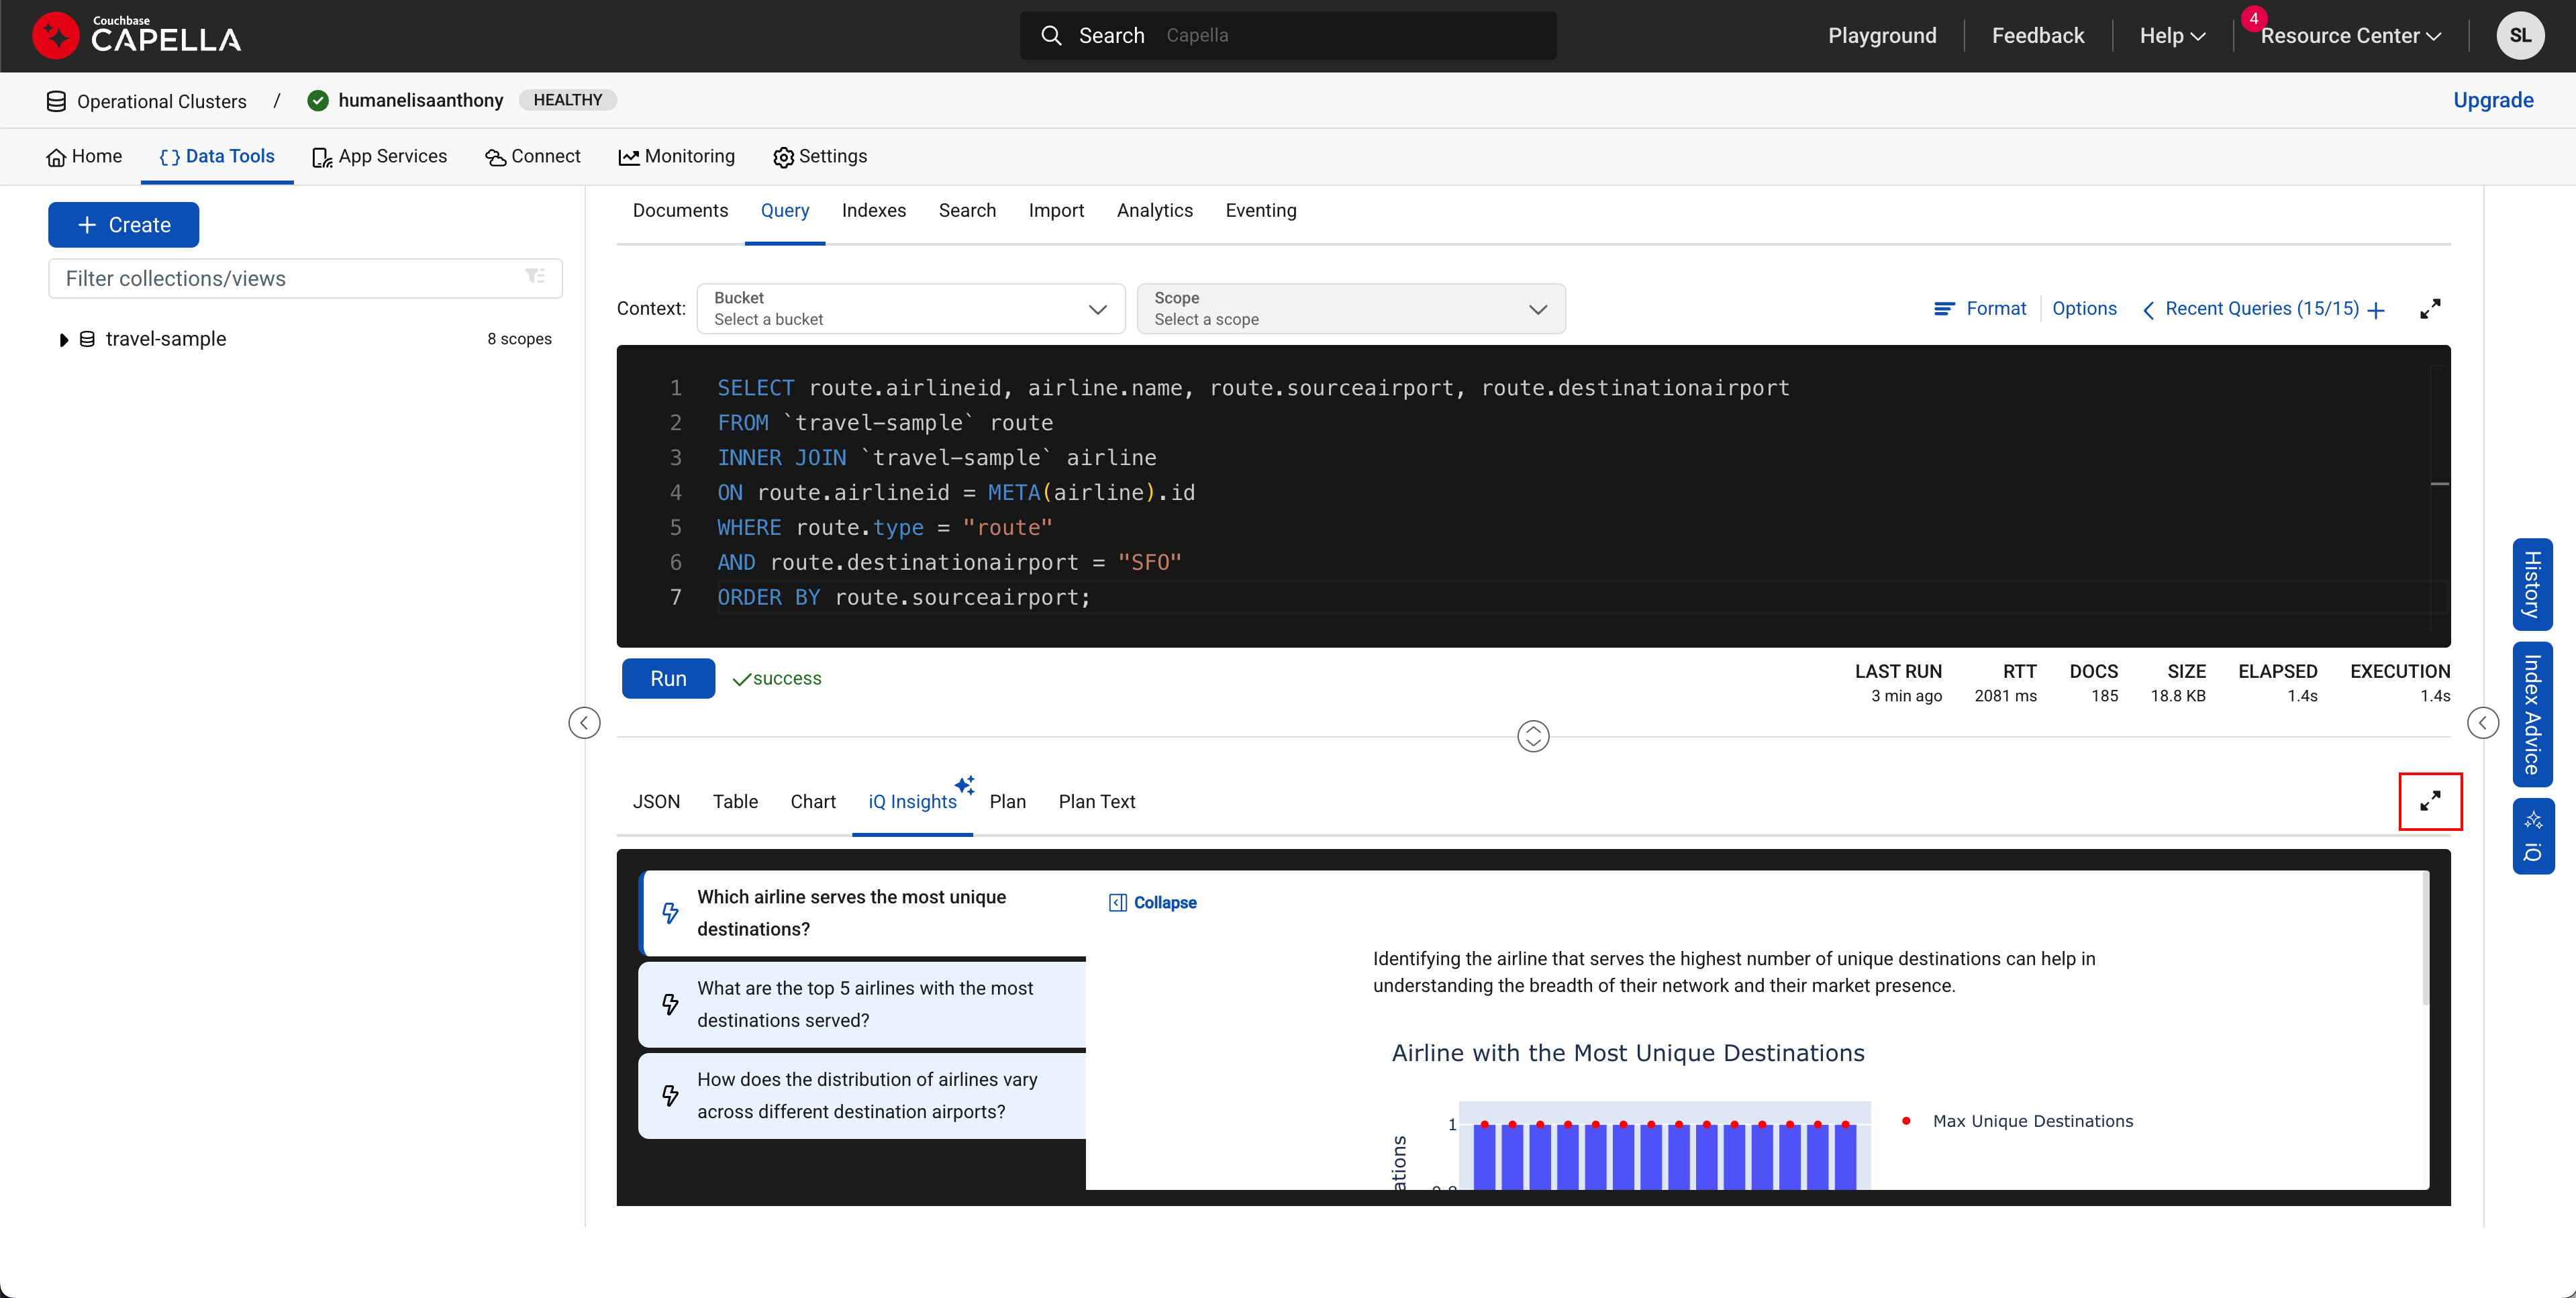 Couchbase
CAPELLA
Search Capella
Playground
Feedback
Help
4
Resource Center
SL
Operational Clusters / humanelisaanthony HEALTHY
Upgrade
Home
Data Tools
App Services
Connect
Monitoring
Settings
+ Create
Filter collections/views
travel-sample 8 scopes
Documents Query Indexes Search Import Analytics Eventing
Context:
Bucket
Select a bucket
Scope
Select a scope
Format
Options
Recent Queries (15/15) +
1 SELECT route.airlineid, airline.name, route.sourceairport, route.destinationairport
2 FROM `travel-sample` route
3 INNER JOIN `travel-sample` airline
4 ON route.airlineid = META(airline).id
5 WHERE route.type = "route"
6 AND route.destinationairport = "SFO"
7 ORDER BY route.sourceairport;
Run
success
LAST RUN RTT DOCS SIZE ELAPSED EXECUTION
3 min ago 2081 ms 185 18.8 KB 1.4s 1.4s
History
Index Advice
iQ
JSON Table Chart iQ Insights Plan Plan Text
Which airline serves the most unique
destinations?
What are the top 5 airlines with the most
destinations served?
How does the distribution of airlines vary
across different destination airports?
Collapse
Identifying the airline that serves the highest number of unique destinations can help in
understanding the breadth of their network and their market presence.
Airline with the Most Unique Destinations
1
Max Unique Destinations